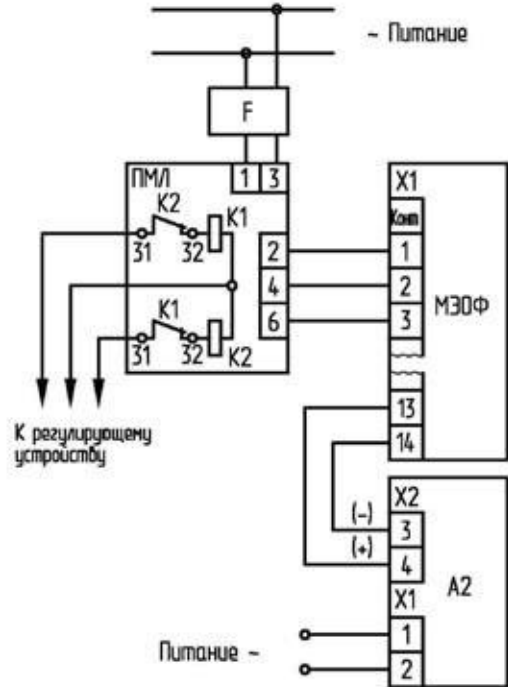 ~ Питание
F
ПМЛ
1 3
K2
K1
31 32
2
4
6
K1
31 32
K2
К регулирующему
устройству
X1
Конт
1
2
3
МЭОФ
13
14
X2
(-)
3
(+)
4
A2
X1
1
2
Питание ~